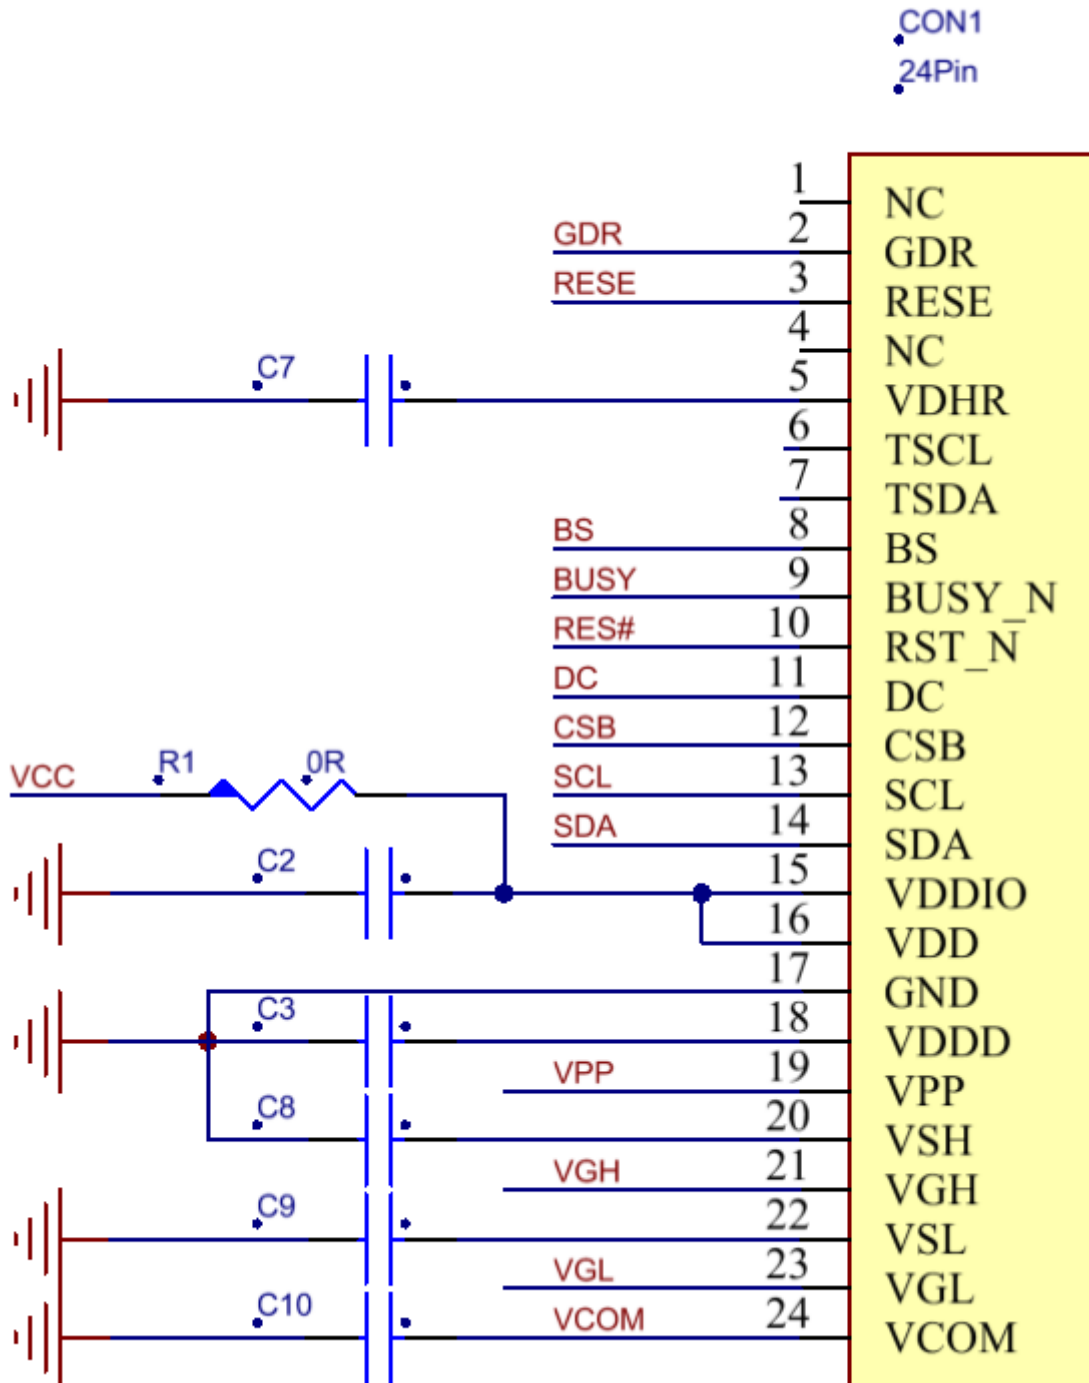 CON1
24Pin
1 NC
GDR 2 GDR
RESE 3 RESE
4 NC
C7 5 VDHR
6 TSCL
7 TSDA
BS 8 BS
BUSY 9 BUSY_N
RES# 10 RST_N
DC 11 DC
CSB 12 CSB
VCC R1 0R SCL 13 SCL
SDA 14 SDA
C2 15 VDDIO
16 VDD
17 GND
C3 18 VDDD
VPP 19 VPP
C8 20 VSH
VGH 21 VGH
C9 22 VSL
VGL 23 VGL
C10 VCOM 24 VCOM